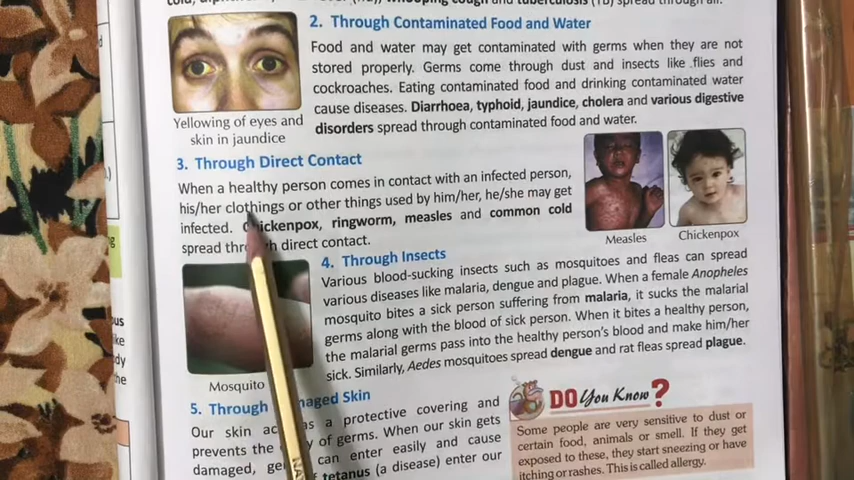 whooping cough and tuberculosis (TB) spread through air.
2. Through Contaminated Food and Water
Food and water may get contaminated with germs when they are not
stored properly. Germs come through dust and insects like flies and
cockroaches. Eating contaminated food and drinking contaminated water
cause diseases. Diarrhoea, typhoid, jaundice, cholera and various digestive
disorders spread through contaminated food and water.
Yellowing of eyes and
skin in jaundice
3. Through Direct Contact
When a healthy person comes in contact with an infected person,
his/her clothings or other things used by him/her, he/she may get
infected. Chickenpox, ringworm, measles and common cold
spread through direct contact.
Measles
Chickenpox
4. Through Insects
Various blood-sucking insects such as mosquitoes and fleas can spread
various diseases like malaria, dengue and plague. When a female Anopheles
mosquito bites a sick person suffering from malaria, it sucks the malarial
germs along with the blood of sick person. When it bites a healthy person,
the malarial germs pass into the healthy person's blood and make him/her
sick. Similarly, Aedes mosquitoes spread dengue and rat fleas spread plague.
Mosquito
5. Through Damaged Skin
Our skin as a protective covering and
prevents the of germs. When our skin gets
damaged, can enter easily and cause
tetanus (a disease) enter our
DO You Know?
Some people are very sensitive to dust or
certain food, animals or smell. If they get
exposed to these, they start sneezing or have
itching or rashes. This is called allergy.